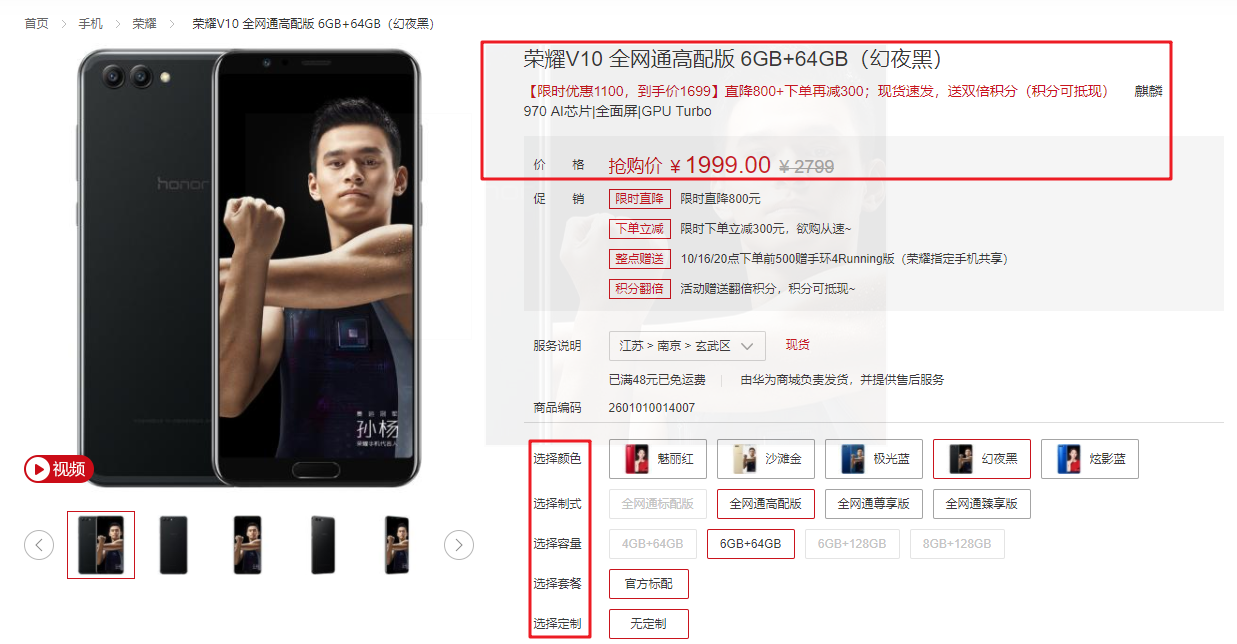 首页 > 手机 > 荣耀 > 荣耀V10 全网通高配版 6GB+64GB（幻夜黑）
honor
奥运冠军
孙杨
荣耀手机代言人
视频
荣耀V10 全网通高配版 6GB+64GB（幻夜黑）
【限时优惠1100，到手价1699】直降800+下单再减300；现货速发，送双倍积分（积分可抵现） 麒麟
970 AI芯片|全面屏|GPU Turbo
价 格 抢购价 ¥ 1999.00 ¥ 2799
促 销 限时直降 限时直降800元
下单立减 限时下单立减300元，欲购从速~
整点赠送 10/16/20点下单前500赠手环4Running版（荣耀指定手机共享）
积分翻倍 活动赠送翻倍积分，积分可抵现~
服务说明 江苏 > 南京 > 玄武区 现货
已满48元已免运费 由华为商城负责发货，并提供售后服务
商品编码 2601010014007
选择颜色 魅丽红 沙滩金 极光蓝 幻夜黑 炫影蓝
选择制式 全网通标配版 全网通高配版 全网通尊享版 全网通臻享版
选择容量 4GB+64GB 6GB+64GB 6GB+128GB 8GB+128GB
选择套餐 官方标配
选择定制 无定制